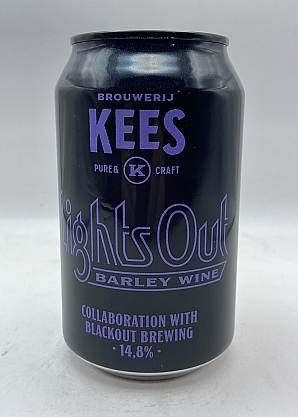 BROUWERIJ
KEES
PURE & K CRAFT
Lights Out
BARLEY WINE
COLLABORATION WITH
BLACKOUT BREWING
· 14,8% ·